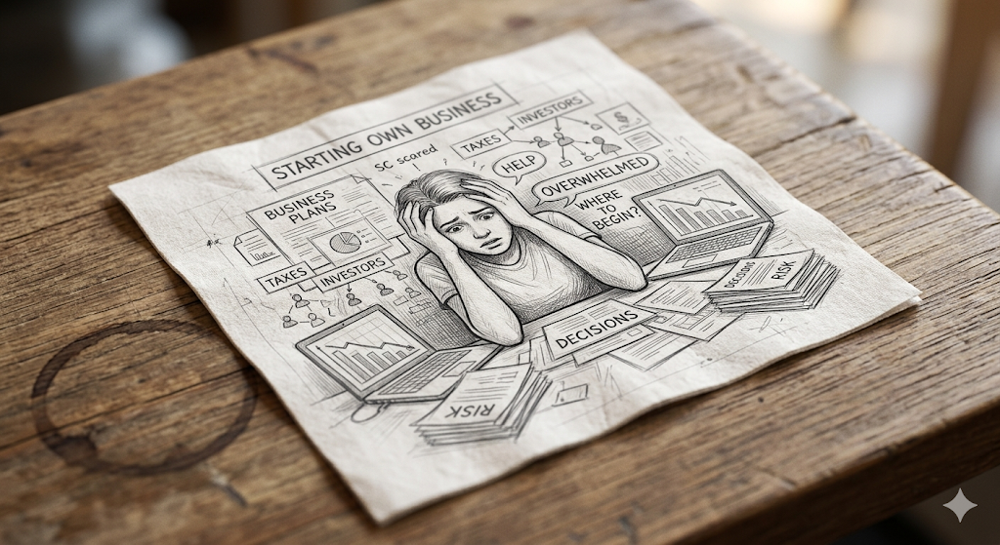 STARTING OWN BUSINESS
SC scared
TAXES
INVESTORS
HELP
OVERWHELMED
WHERE
TO
BEGIN?
BUSINESS
PLANS
TAXES
INVESTORS
DECISIONS
RISK
RISK